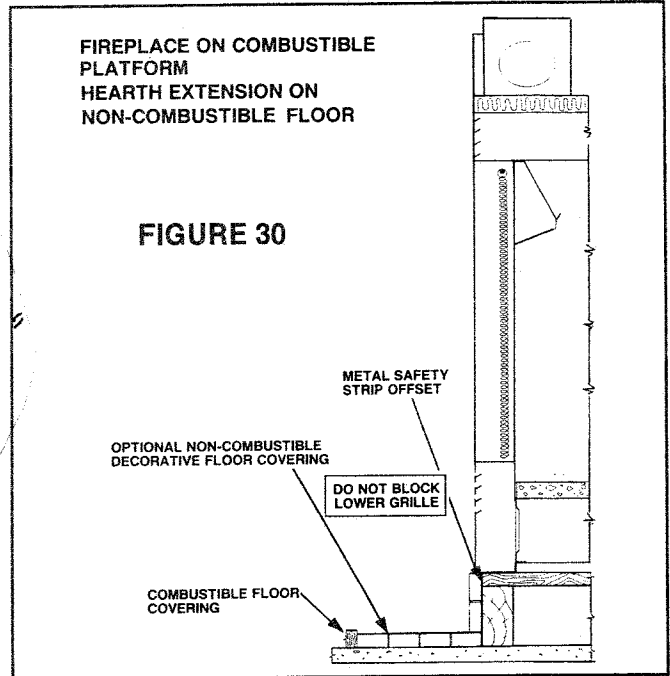 FIREPLACE ON COMBUSTIBLE
PLATFORM
HEARTH EXTENSION ON
NON-COMBUSTIBLE FLOOR
FIGURE 30
METAL SAFETY
STRIP OFFSET
OPTIONAL NON-COMBUSTIBLE
DECORATIVE FLOOR COVERING
DO NOT BLOCK
LOWER GRILLE
COMBUSTIBLE FLOOR
COVERING